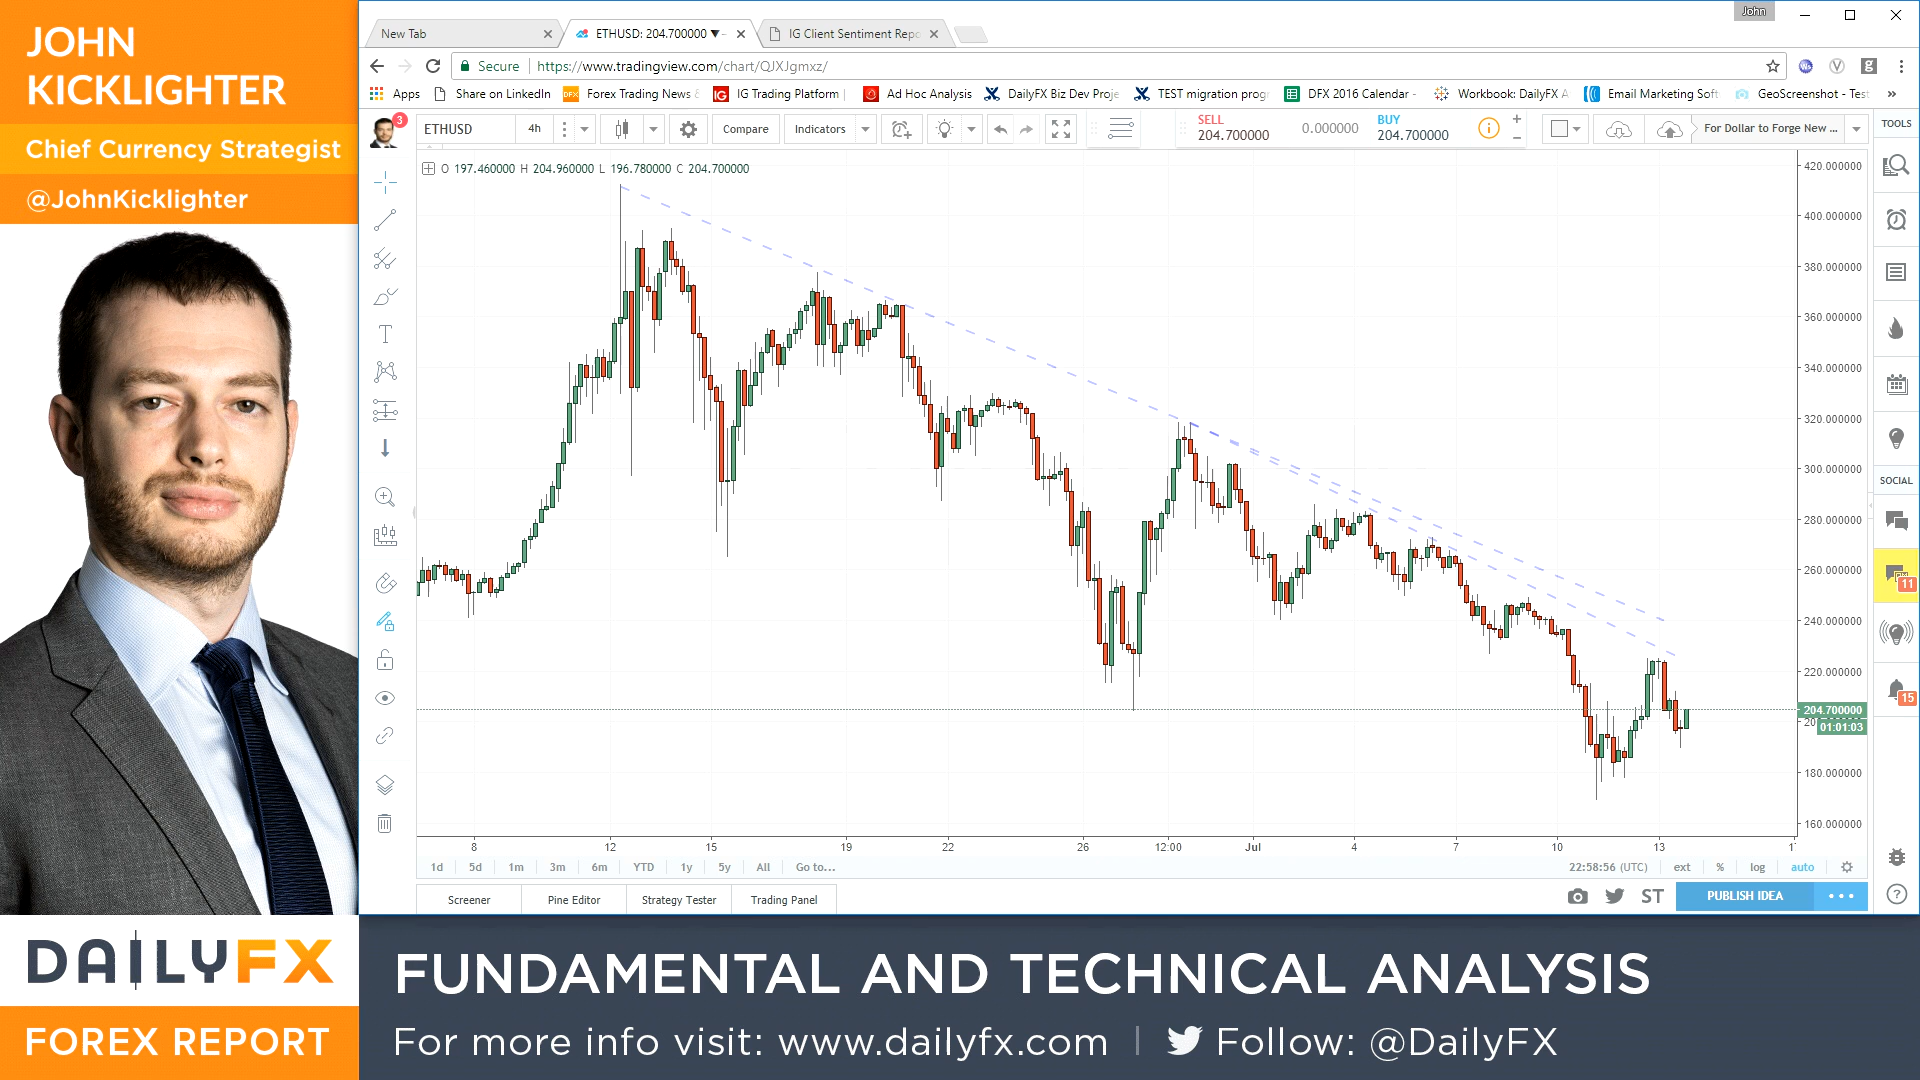 JOHN
KICKLIGHTER
Chief Currency Strategist
@JohnKicklighter
John
New Tab
ETHUSD: 204.700000 ▼ -
IG Client Sentiment Repo
Secure
https://www.tradingview.com/chart/QJXJgmxz/
Apps
Share on LinkedIn
DFX
Forex Trading News &
IG
IG Trading Platform |
Ad Hoc Analysis
DailyFX Biz Dev Proje
TEST migration prog
DFX 2016 Calendar -
Workbook: DailyFX A
Email Marketing Soft
GeoScreenshot - Test
»
3
ETHUSD
4h
Compare
Indicators
SELL
204.700000
0.000000
BUY
204.700000
For Dollar to Forge New ...
TOOLS
O 197.460000 H 204.960000 L 196.780000 C 204.700000
420.000000
400.000000
380.000000
360.000000
340.000000
320.000000
300.000000
280.000000
260.000000
240.000000
220.000000
204.700000
01:01:03
180.000000
160.000000
SOCIAL
11
15
8
12
15
19
22
26
12:00
Jul
4
7
10
13
1d
5d
1m
3m
6m
YTD
1y
5y
All
Go to...
22:58:56 (UTC)
ext
%
log
auto
Screener
Pine Editor
Strategy Tester
Trading Panel
ST
PUBLISH IDEA
DAILYFX
FOREX REPORT
FUNDAMENTAL AND TECHNICAL ANALYSIS
For more info visit: www.dailyfx.com | Follow: @DailyFX